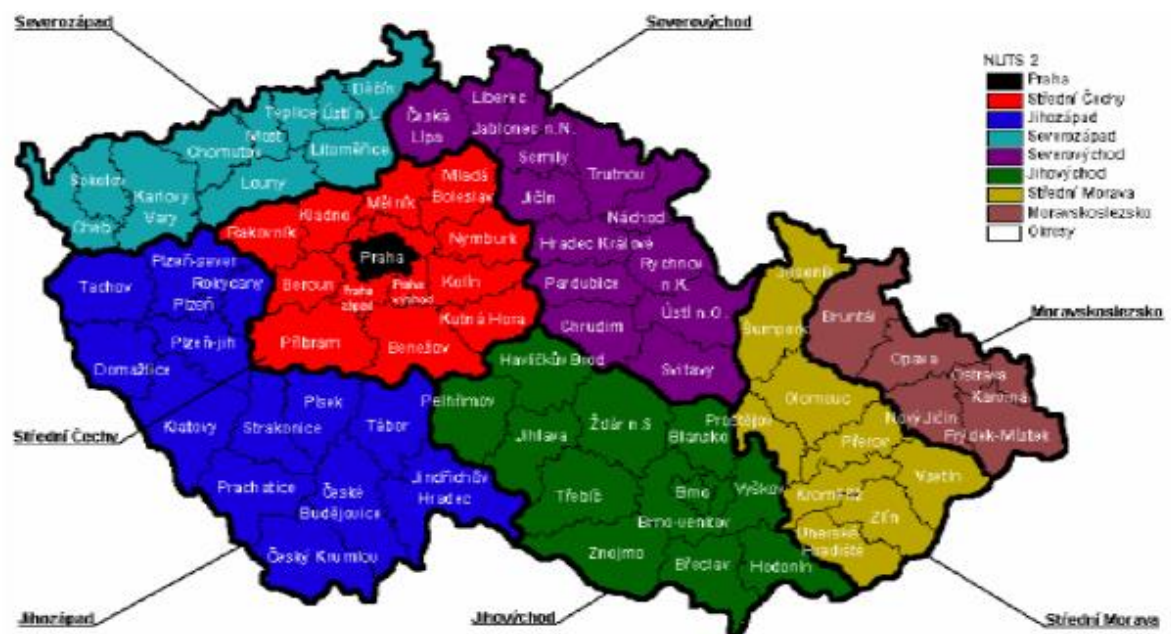 Severozápad
Severovýchod
NUTS 2
Praha
Střední Čechy
Jihozápad
Severozápad
Severovýchod
Jihovýchod
Střední Morava
Moravskoslezsko
Okresy
Děčín
Teplice
Ústí n.L.
Most
Chomutov
Litoměřice
Louny
Sokolov
Karlovy
Vary
Cheb
Česká
Lípa
Liberec
Jablonec n.N.
Semily
Trutnov
Jičín
Náchod
Hradec Králové
Rychnov
n.K.
Pardubice
Ústí n.O.
Chrudim
Svitavy
Mladá
Boleslav
Mělník
Kladno
Rakovník
Nymburk
Praha
Beroun
Praha
západ
Praha
východ
Kolín
Kutná Hora
Příbram
Benešov
Plzeň-sever
Tachov
Rokycany
Plzeň
Plzeň-jih
Domažlice
Klatovy
Písek
Strakonice
Tábor
Prachatice
České
Budějovice
Jindřichův
Hradec
Český Krumlov
Havlíčkův Brod
Pelhřimov
Jihlava
Žďár n.S
Blansko
Třebíč
Brno
Vyškov
Brno-venkov
Znojmo
Břeclav
Hodonín
Jeseník
Šumperk
Olomouc
Prostějov
Přerov
Kroměříž
Vsetín
Zlín
Uherské
Hradiště
Bruntál
Opava
Ostrava
Karviná
Nový Jičín
Frýdek-Místek
Moravskoslezsko
Střední Čechy
Jihozápad
Jihovýchod
Střední Morava